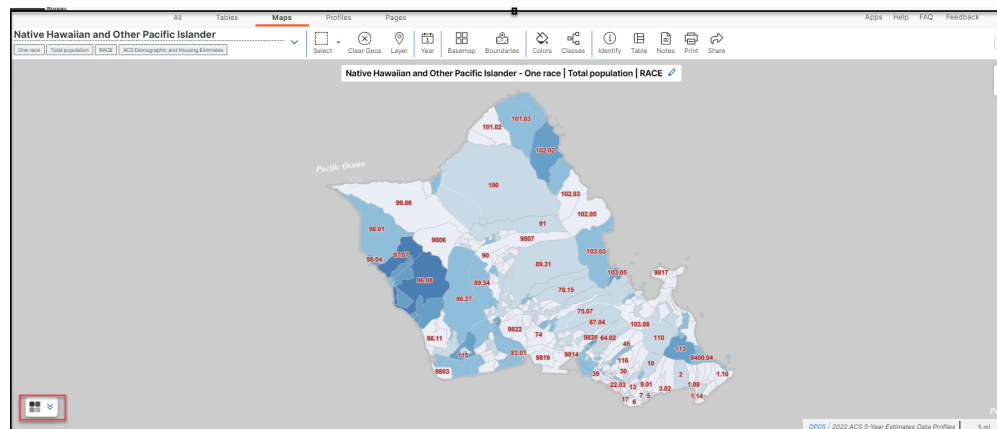 Bureau
All Tables Maps Profiles Pages Apps Help FAQ Feedback
Native Hawaiian and Other Pacific Islander
One race Total population RACE ACS Demographic and Housing Estimates
Select Clear Geos Layer Year Basemap Boundaries Colors Classes Identify Table Notes Print Share
Native Hawaiian and Other Pacific Islander - One race | Total population | RACE
101.03
101.02
102.02
Pacific Ocean
100
102.03
99.06
102.05
91
98.01
9806 9807
103.03
97.07 90
98.04
89.31
103.05 9817
96.08 89.34
78.15
86.27
75.07
67.04 103.08
9822
74
86.11 9820 64.02 110
45
113
115 83.01 9814
9819 116 9400.04
10
9803 39 30 2 1.10
22.03 13 9.01 3.02 1.08
7 5 1.14
17 6
DP05 | 2022 ACS 5-Year Estimates Data Profiles 5 mi